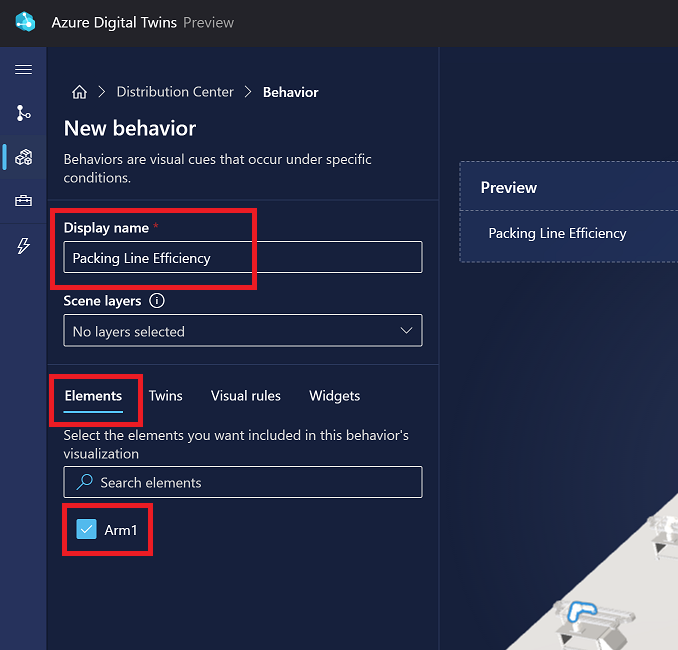 Azure Digital Twins Preview
Distribution Center > Behavior
New behavior
Behaviors are visual cues that occur under specific
conditions.
Display name *
Packing Line Efficiency
Scene layers
No layers selected
Elements Twins Visual rules Widgets
Select the elements you want included in this behavior's
visualization
Search elements
Arm1
Preview
Packing Line Efficiency